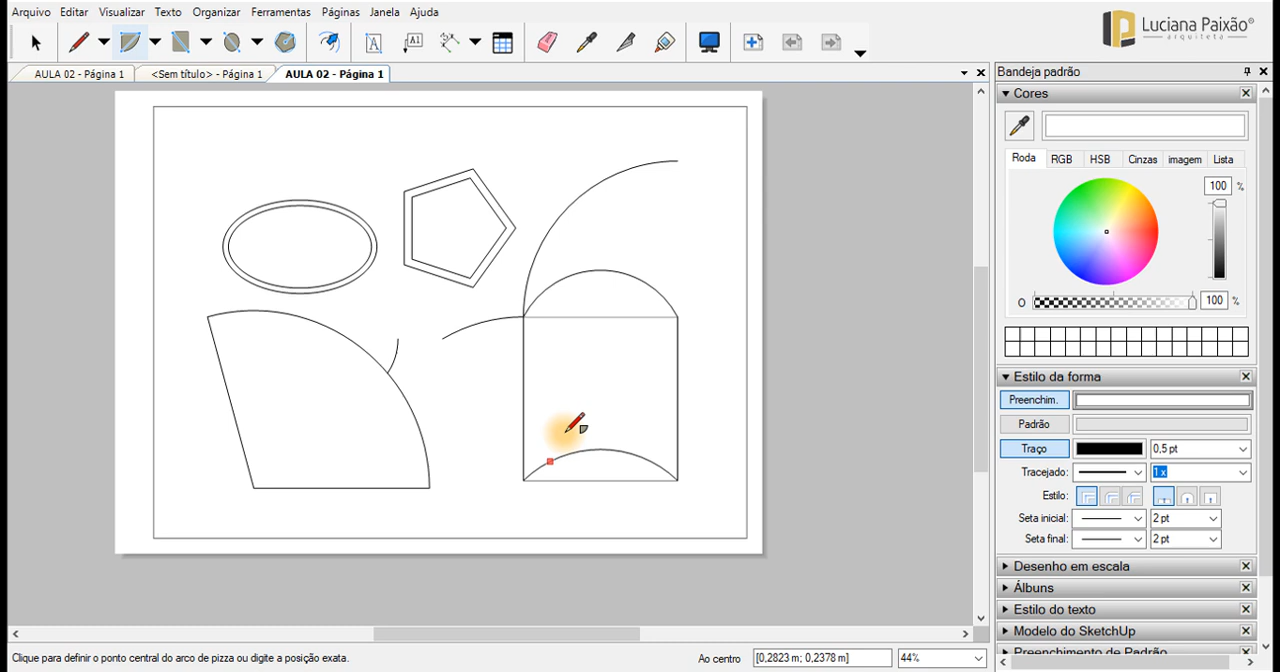 Arquivo Editar Visualizar Texto Organizar Ferramentas Páginas Janela Ajuda
Luciana Paixão®
arquiteta
A A1
AULA 02 - Página 1 <Sem título> - Página 1 AULA 02 - Página 1
Bandeja padrão
Cores
Roda RGB HSB Cinzas imagem Lista
100 %
O 100 %
Estilo da forma
Preenchim.
Padrão
Traço 0,5 pt
Tracejado: 1 x
Estilo:
Seta inicial: 2 pt
Seta final: 2 pt
Desenho em escala
Álbuns
Estilo do texto
Modelo do SketchUp
Preenchimento de Padrão
Clique para definir o ponto central do arco de pizza ou digite a posição exata. Ao centro [0,2823 m; 0,2378 m] 44%